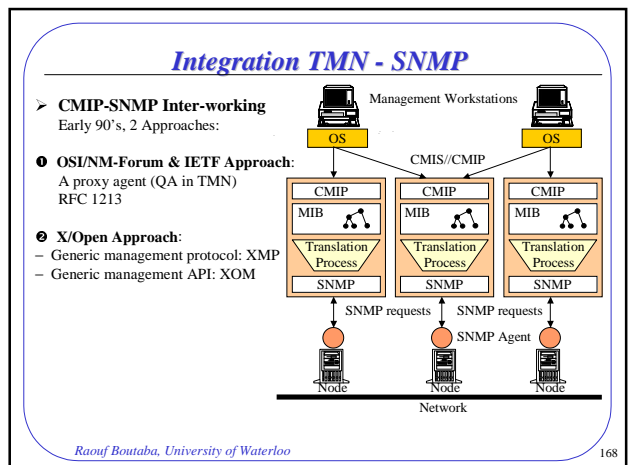 Integration TMN - SNMP
➢ CMIP-SNMP Inter-working
Early 90's, 2 Approaches:
❶ OSI/NM-Forum & IETF Approach:
A proxy agent (QA in TMN)
RFC 1213
❷ X/Open Approach:
– Generic management protocol: XMP
– Generic management API: XOM
Management Workstations
OS
OS
CMIS//CMIP
CMIP
CMIP
CMIP
MIB
MIB
MIB
Translation
Process
Translation
Process
Translation
Process
SNMP
SNMP
SNMP
SNMP requests
SNMP requests
SNMP Agent
Node
Node
Node
Network
Raouf Boutaba, University of Waterloo
168